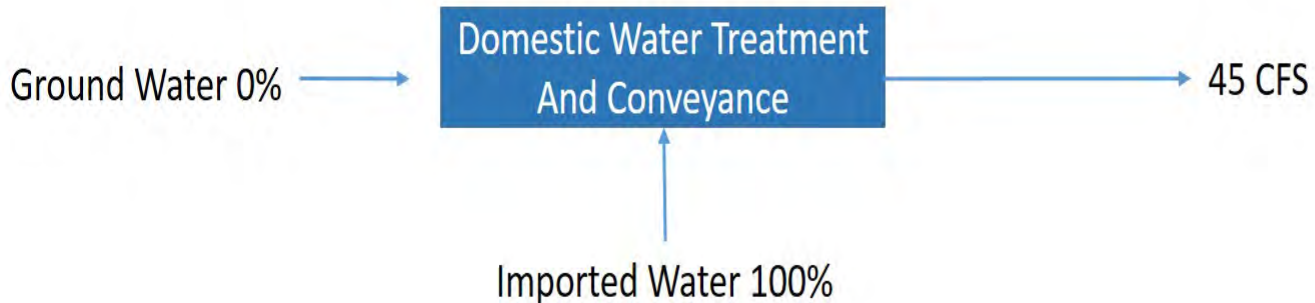 Domestic Water Treatment
And Conveyance
Ground Water 0%
45 CFS
Imported Water 100%